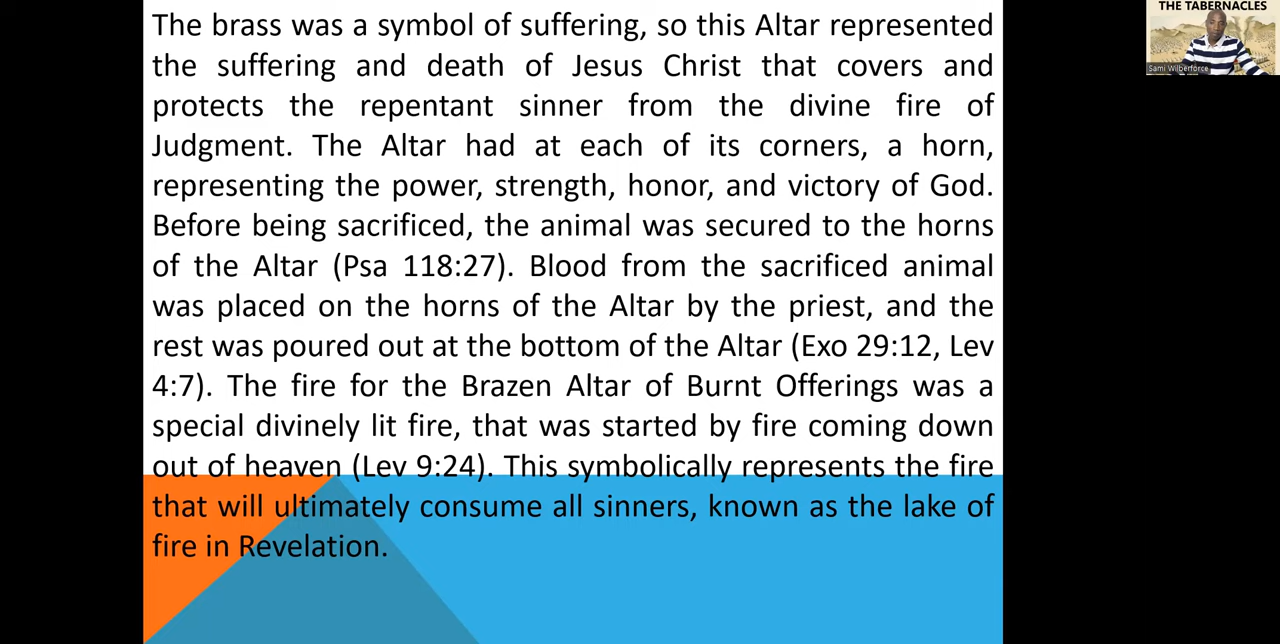 The brass was a symbol of suffering, so this Altar represented
the suffering and death of Jesus Christ that covers and
protects the repentant sinner from the divine fire of
Judgment. The Altar had at each of its corners, a horn,
representing the power, strength, honor, and victory of God.
Before being sacrificed, the animal was secured to the horns
of the Altar (Psa 118:27). Blood from the sacrificed animal
was placed on the horns of the Altar by the priest, and the
rest was poured out at the bottom of the Altar (Exo 29:12, Lev
4:7). The fire for the Brazen Altar of Burnt Offerings was a
special divinely lit fire, that was started by fire coming down
out of heaven (Lev 9:24). This symbolically represents the fire
that will ultimately consume all sinners, known as the lake of
fire in Revelation.
THE TABERNACLES
Sami Wilberforce